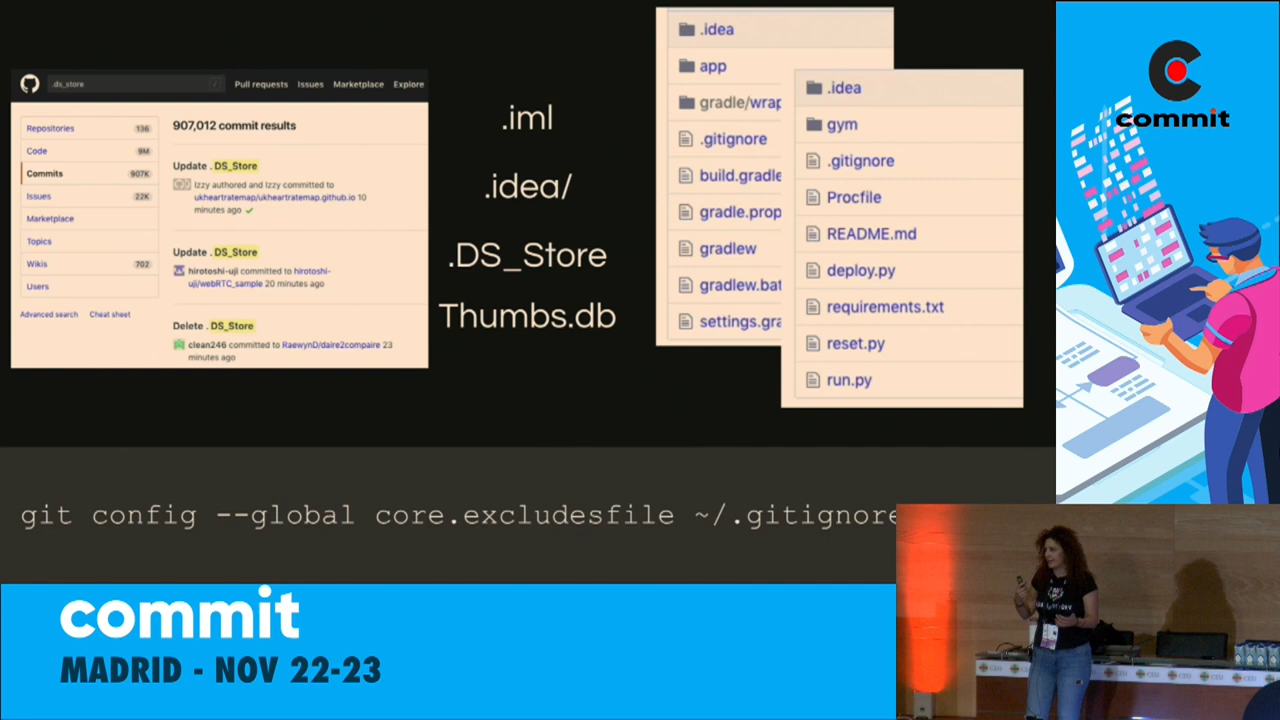 .ds_store
/
Pull requests
Issues
Marketplace
Explore
Repositories 136
Code 9M
Commits 907K
Issues 22K
Marketplace
Topics
Wikis 702
Users
Advanced search Cheat sheet
907,012 commit results
Update .DS_Store
Izzy authored and Izzy committed to
ukheartratemap/ukheartratemap.github.io 10
minutes ago
Update .DS_Store
hirotoshi-uji committed to hirotoshi-
uji/webRTC_sample 20 minutes ago
Delete .DS_Store
clean246 committed to RaewynD/daire2compaire 23
minutes ago
.iml
.idea/
.DS_Store
Thumbs.db
.idea
app
gradle/wrap
.gitignore
build.gradle
gradle.prop
gradlew
gradlew.bat
settings.gra
.idea
gym
.gitignore
Procfile
README.md
deploy.py
requirements.txt
reset.py
run.py
commit
git config --global core.excludesfile ~/.gitignore
commit
MADRID - NOV 22-23
CEU
CEU
CEU